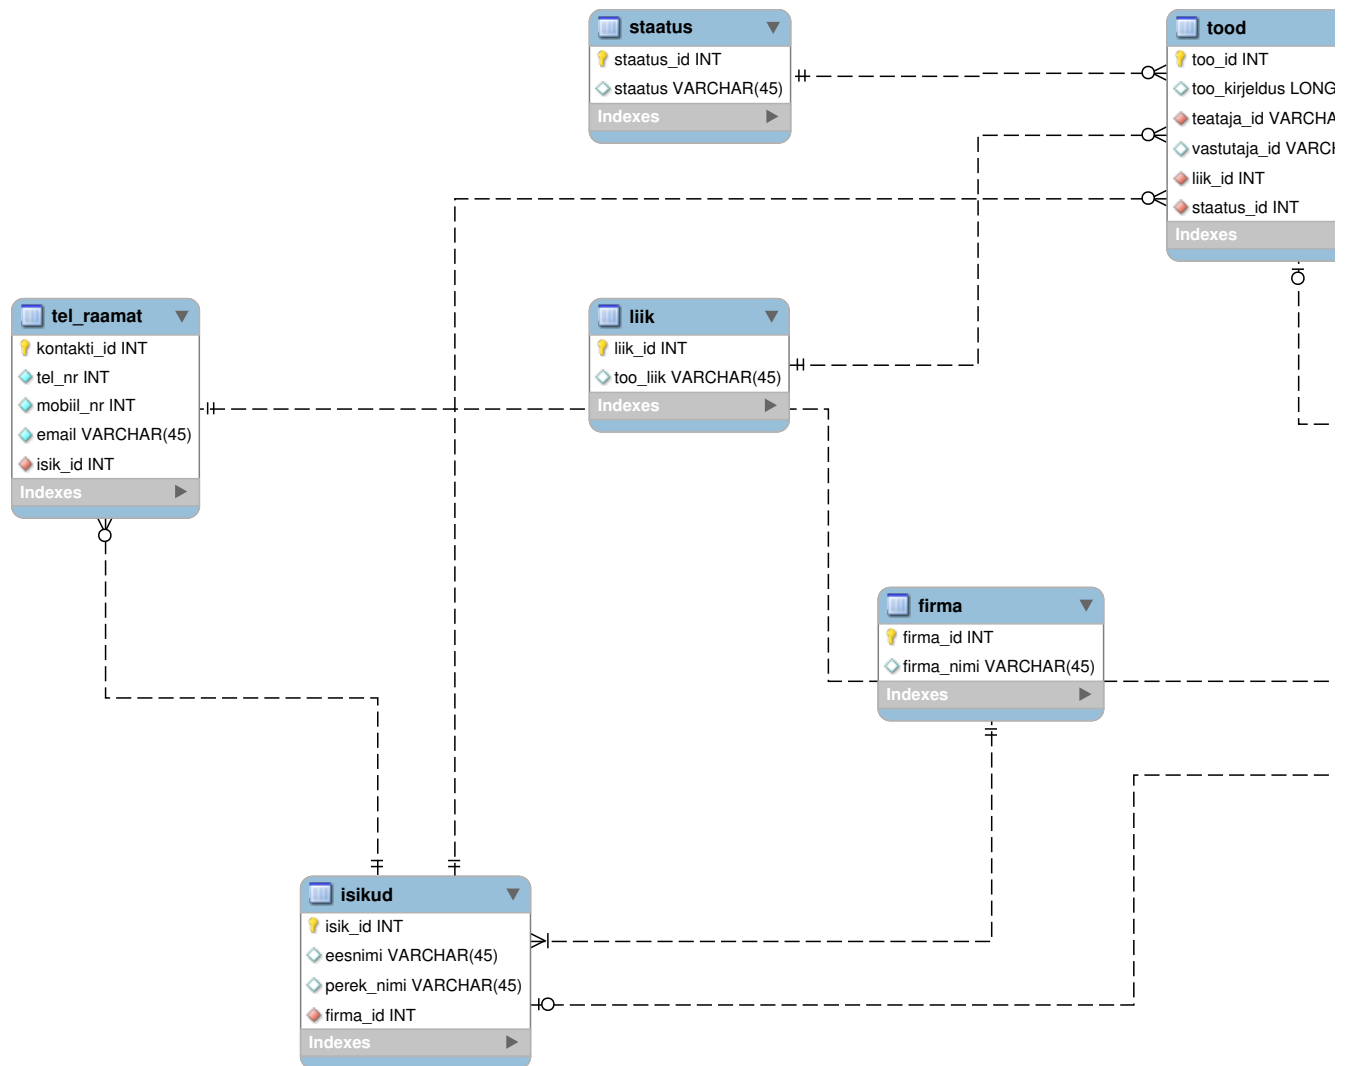 staatus
staatus_id INT
staatus VARCHAR(45)
Indexes
tood
too_id INT
too_kirjeldus LONG
teataja_id VARCHA
vastutaja_id VARCH
liik_id INT
staatus_id INT
Indexes
tel_raamat
kontakti_id INT
tel_nr INT
mobiil_nr INT
email VARCHAR(45)
isik_id INT
Indexes
liik
liik_id INT
too_liik VARCHAR(45)
Indexes
firma
firma_id INT
firma_nimi VARCHAR(45)
Indexes
isikud
isik_id INT
eesnimi VARCHAR(45)
perek_nimi VARCHAR(45)
firma_id INT
Indexes